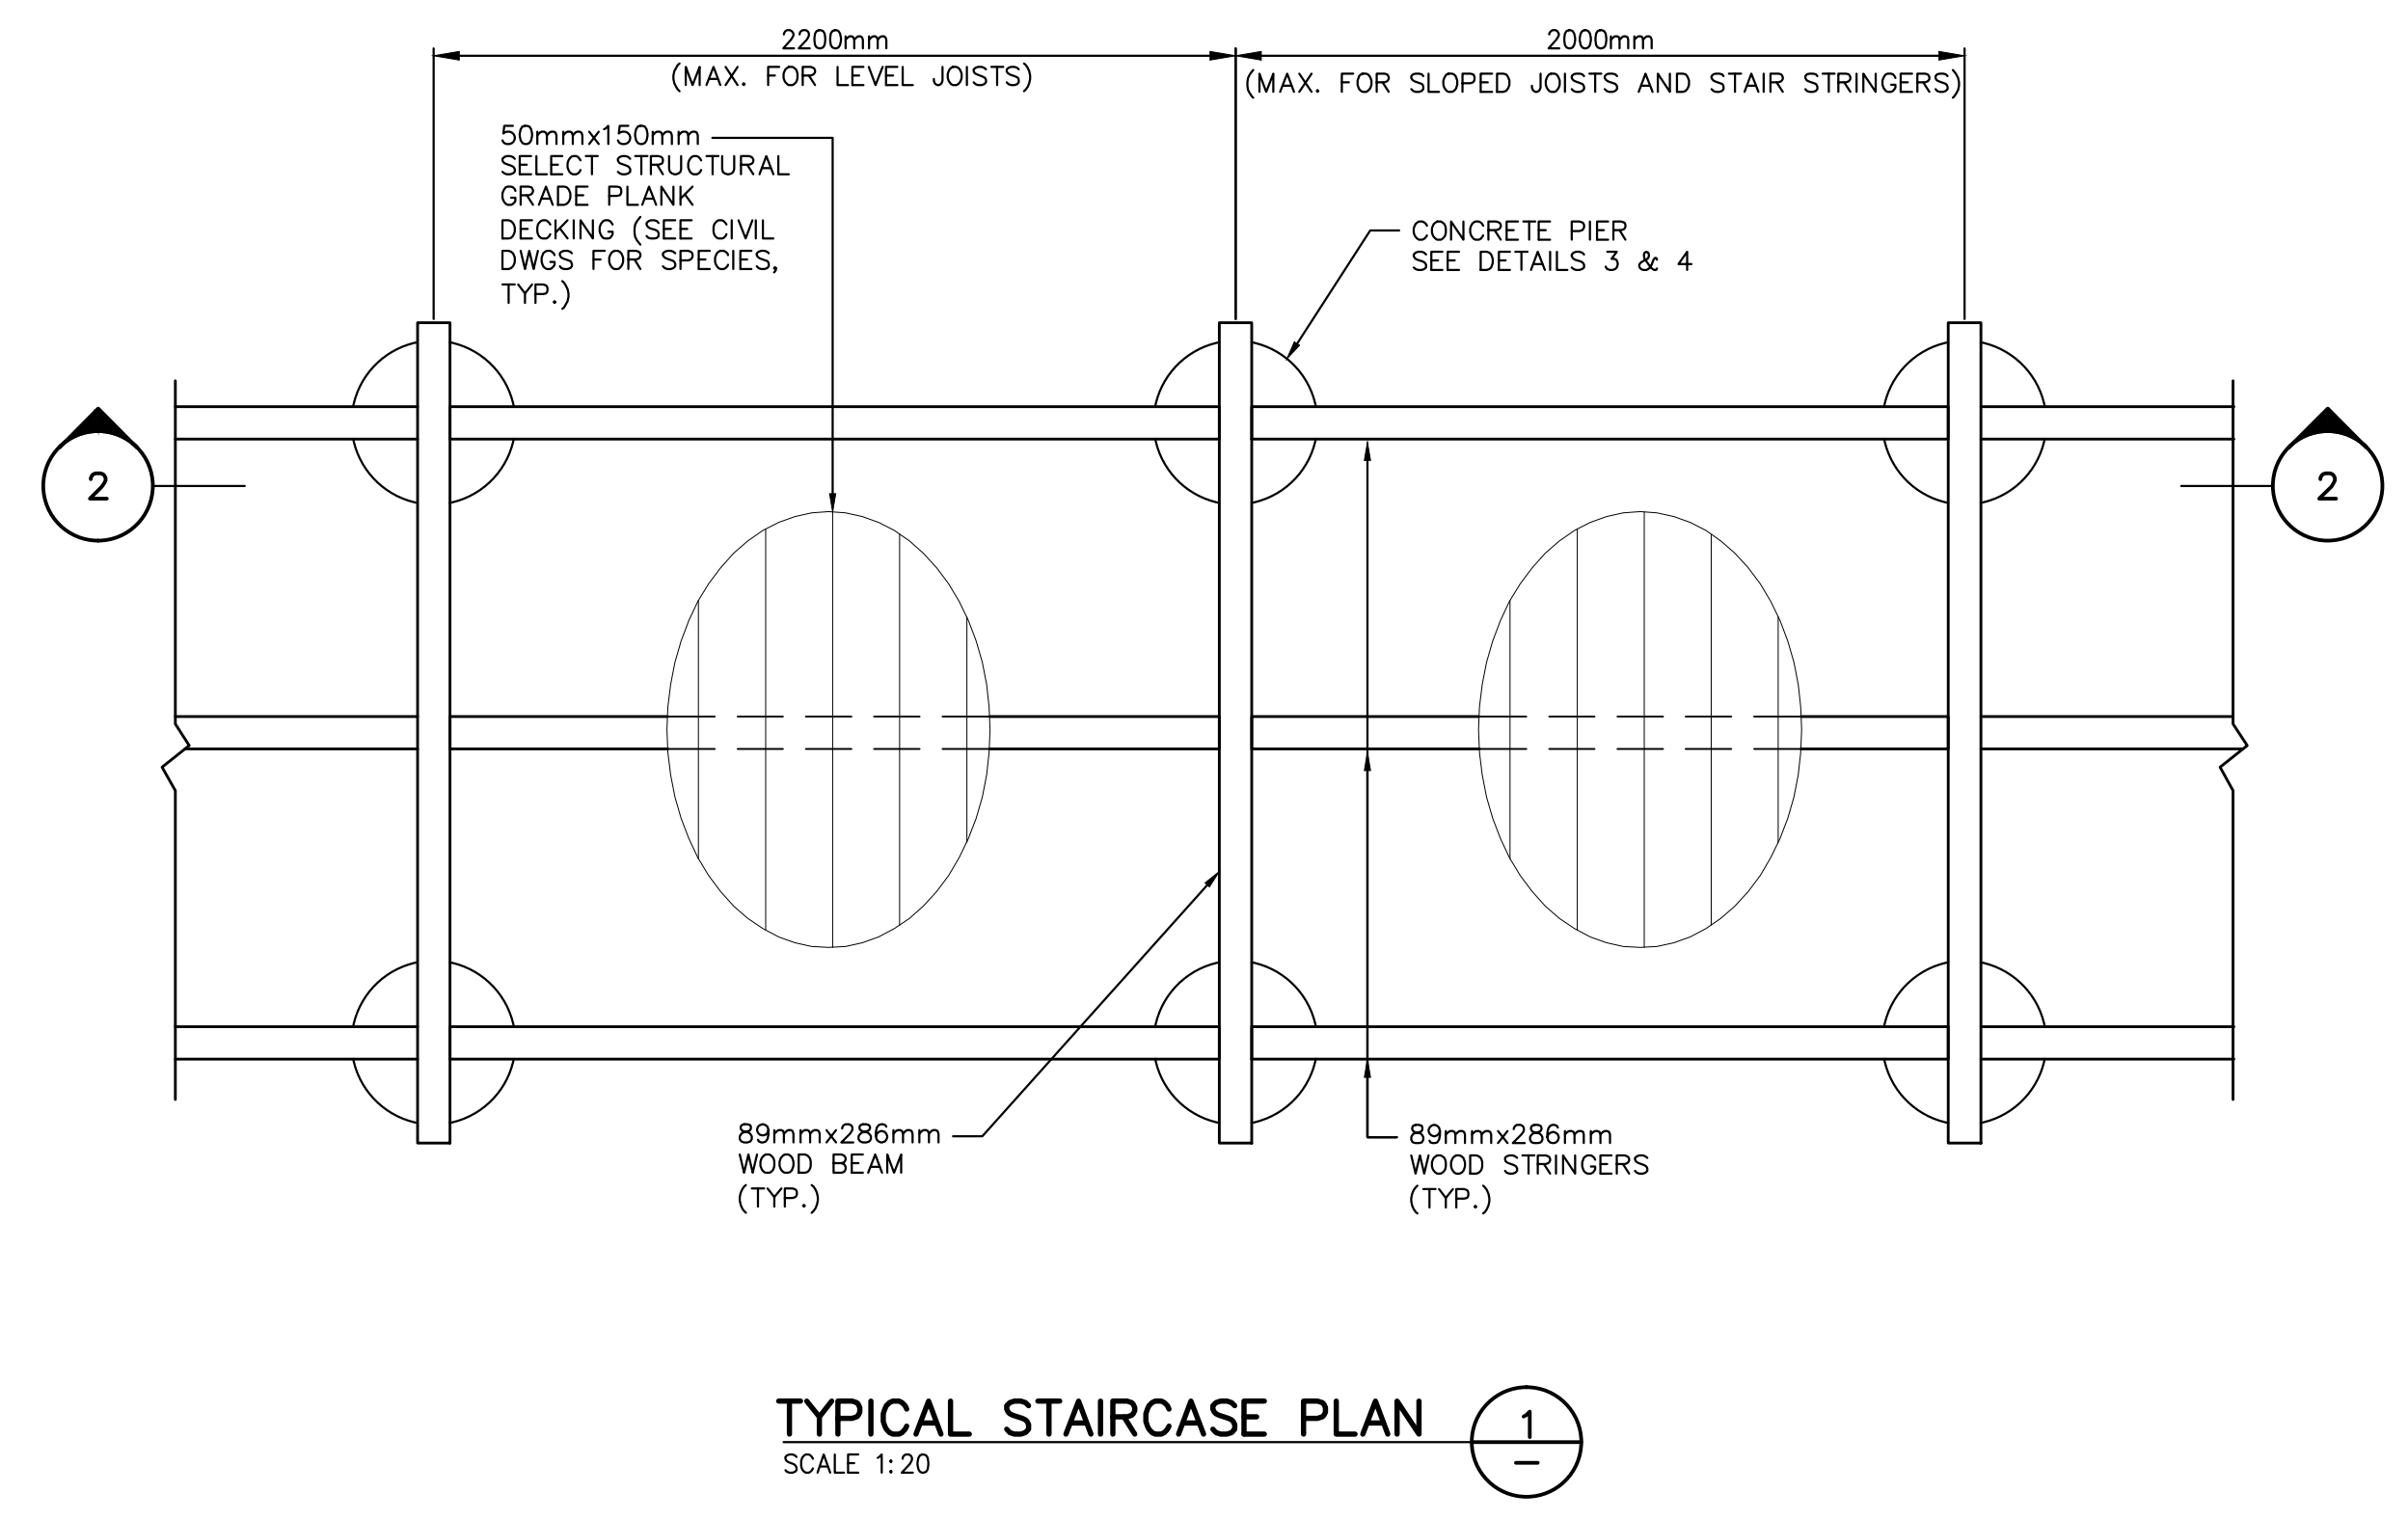 2200mm
(MAX. FOR LEVEL JOISTS)
2000mm
(MAX. FOR SLOPED JOISTS AND STAIR STRINGERS)
50mmx150mm
SELECT STRUCTURAL
GRADE PLANK
DECKING (SEE CIVIL
DWGS FOR SPECIES,
TYP.)
CONCRETE PIER
SEE DETAILS 3 & 4
2
2
89mmx286mm
WOOD BEAM
(TYP.)
89mmx286mm
WOOD STRINGERS
(TYP.)
TYPICAL STAIRCASE PLAN
SCALE 1:20
1
–